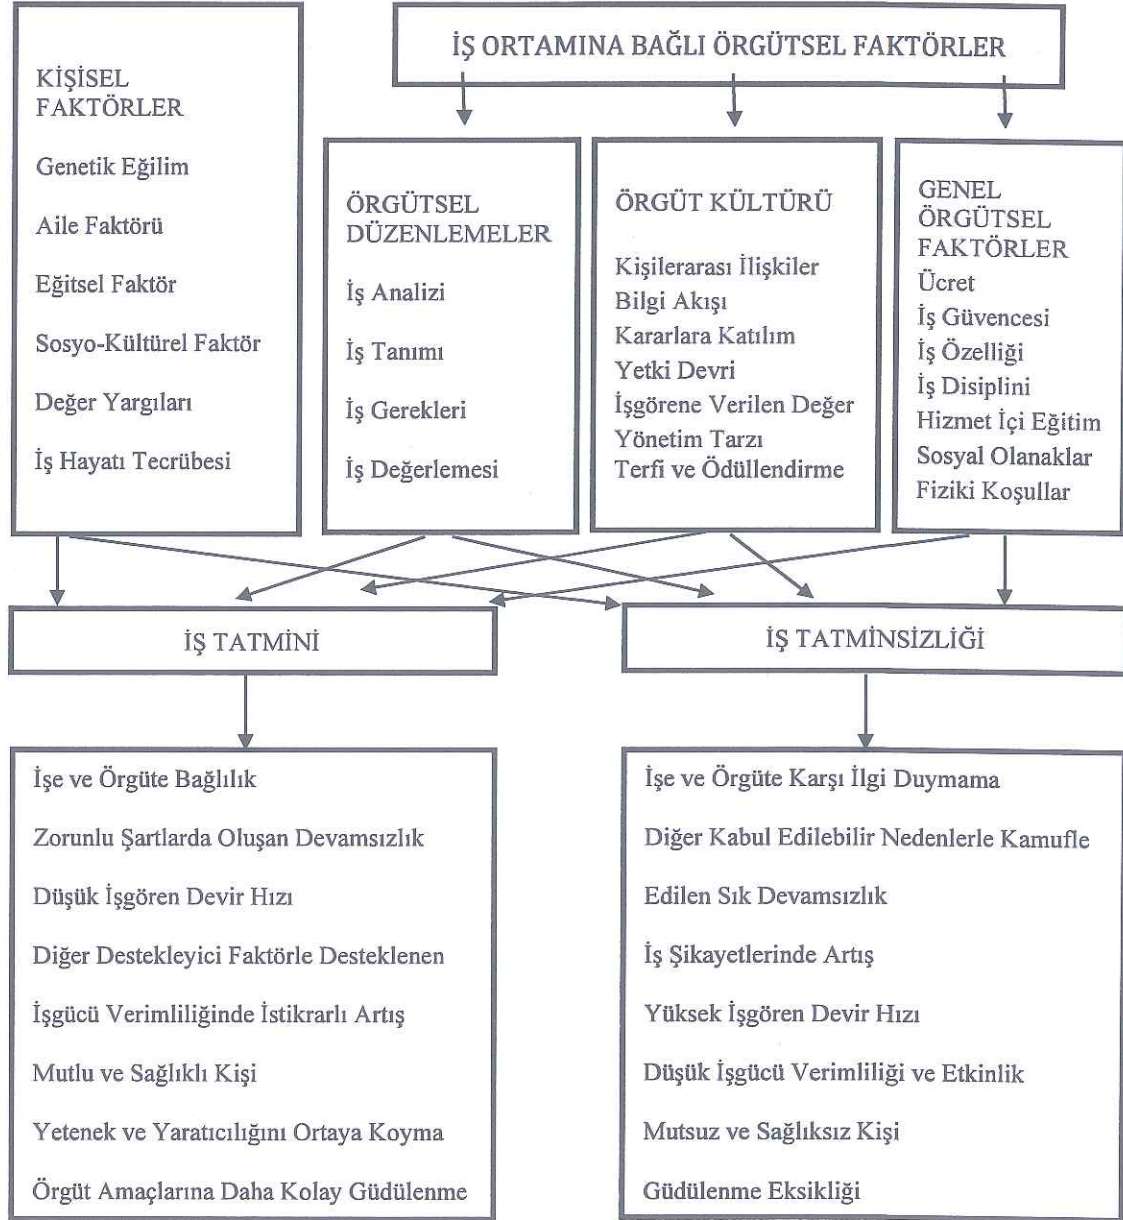 KİŞİSEL
FAKTÖRLER
Genetik Eğilim
Aile Faktörü
Eğitsel Faktör
Sosyo-Kültürel Faktör
Değer Yargıları
İş Hayatı Tecrübesi
İŞ ORTAMINA BAĞLI ÖRGÜTSEL FAKTÖRLER
ÖRGÜTSEL
DÜZENLEMELER
İş Analizi
İş Tanımı
İş Gerekleri
İş Değerlemesi
ÖRGÜT KÜLTÜRÜ
Kişilerarası İlişkiler
Bilgi Akışı
Kararlara Katılım
Yetki Devri
İşgörene Verilen Değer
Yönetim Tarzı
Terfi ve Ödüllendirme
GENEL
ÖRGÜTSEL
FAKTÖRLER
Ücret
İş Güvencesi
İş Özelliği
İş Disiplini
Hizmet İçi Eğitim
Sosyal Olanaklar
Fiziki Koşullar
İŞ TATMİNİ
İŞ TATMİNSİZLİĞİ
İşe ve Örgüte Bağlılık
Zorunlu Şartlarda Oluşan Devamsızlık
Düşük İşgören Devir Hızı
Diğer Destekleyici Faktörle Desteklenen
İşgücü Verimliliğinde İstikrarlı Artış
Mutlu ve Sağlıklı Kişi
Yetenek ve Yaratıcılığını Ortaya Koyma
Örgüt Amaçlarına Daha Kolay Güdülenme
İşe ve Örgüte Karşı İlgi Duymama
Diğer Kabul Edilebilir Nedenlerle Kamufle
Edilen Sık Devamsızlık
İş Şikayetlerinde Artış
Yüksek İşgören Devir Hızı
Düşük İşgücü Verimliliği ve Etkinlik
Mutsuz ve Sağlıksız Kişi
Güdülenme Eksikliği